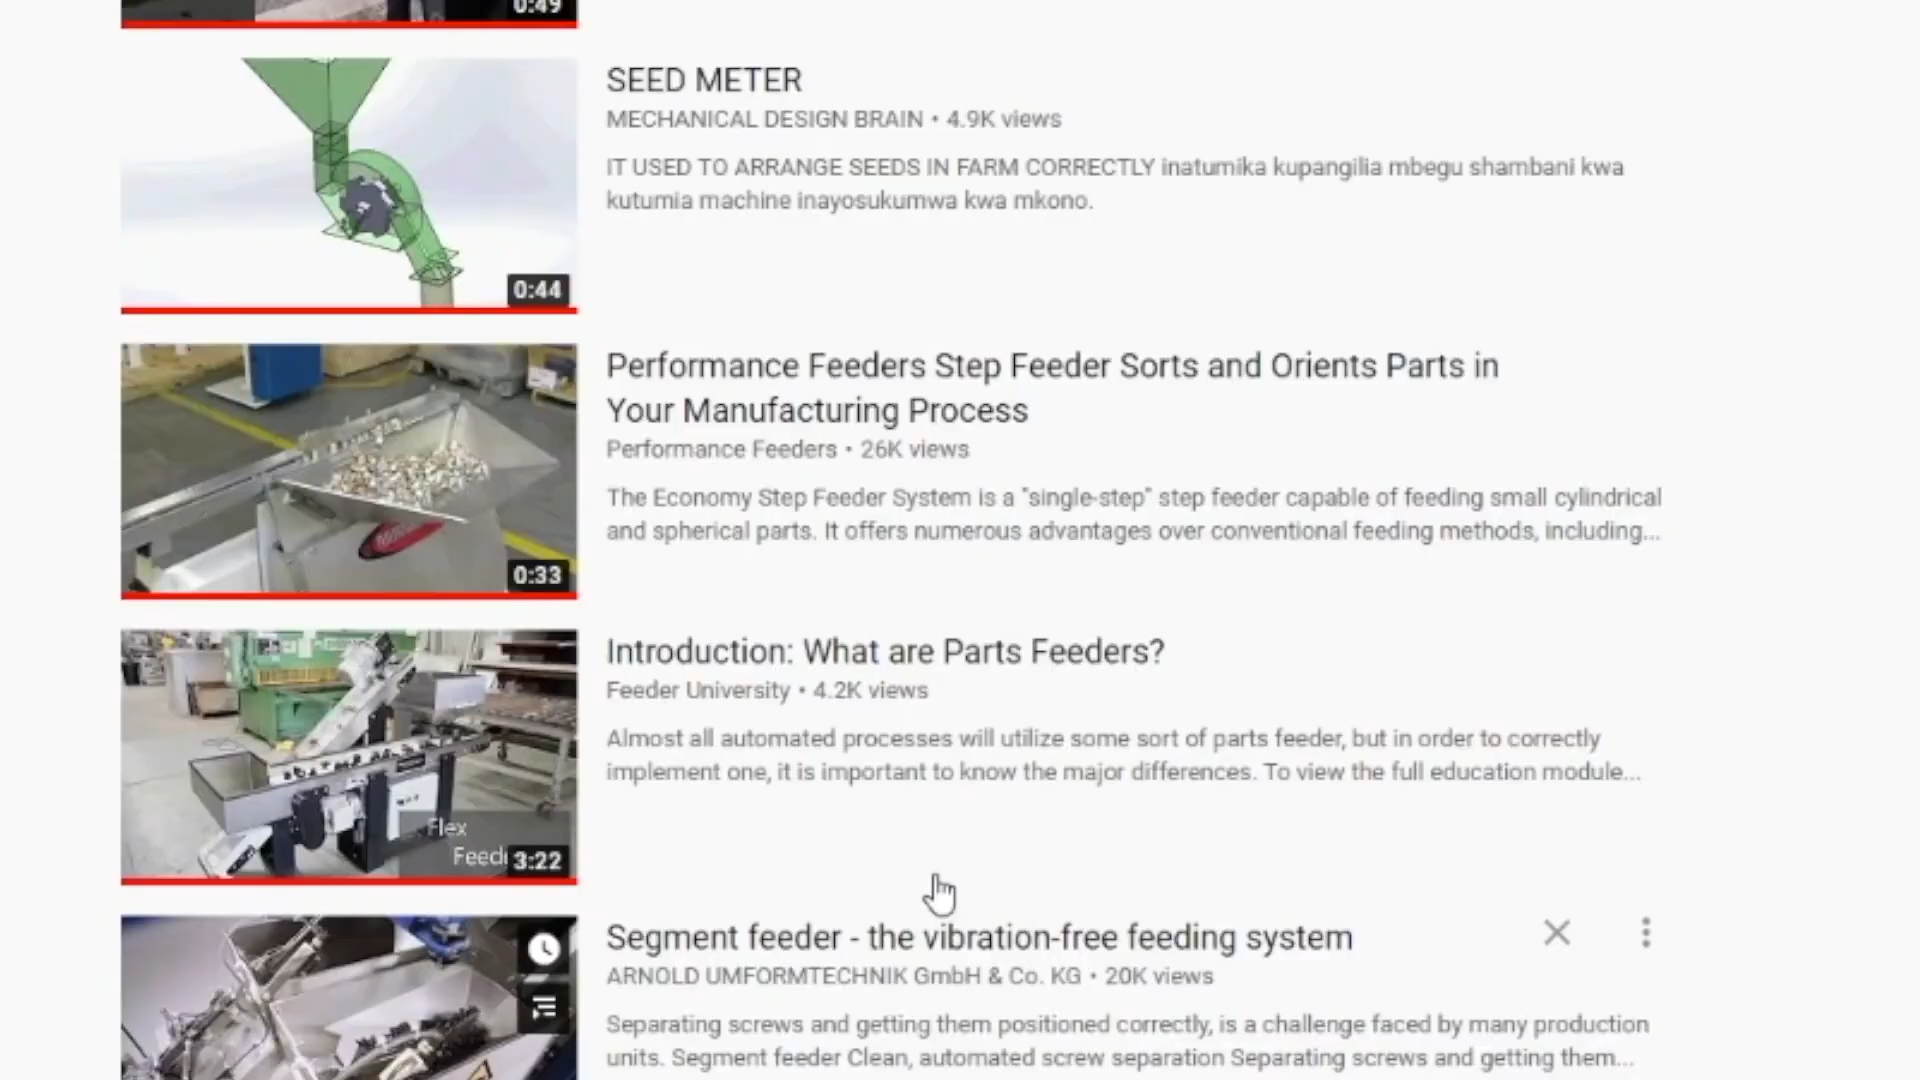 0:49
SEED METER
MECHANICAL DESIGN BRAIN • 4.9K views
IT USED TO ARRANGE SEEDS IN FARM CORRECTLY inatumika kupangilia mbegu shambani kwa
kutumia machine inayosukumwa kwa mkono.
0:44
Performance Feeders Step Feeder Sorts and Orients Parts in
Your Manufacturing Process
Performance Feeders • 26K views
The Economy Step Feeder System is a "single-step" step feeder capable of feeding small cylindrical
and spherical parts. It offers numerous advantages over conventional feeding methods, including...
0:33
Introduction: What are Parts Feeders?
Feeder University • 4.2K views
Almost all automated processes will utilize some sort of parts feeder, but in order to correctly
implement one, it is important to know the major differences. To view the full education module...
Flex
Feed
3:22
Segment feeder - the vibration-free feeding system
ARNOLD UMFORMTECHNIK GmbH & Co. KG • 20K views
Separating screws and getting them positioned correctly, is a challenge faced by many production
units. Segment feeder Clean, automated screw separation Separating screws and getting them...